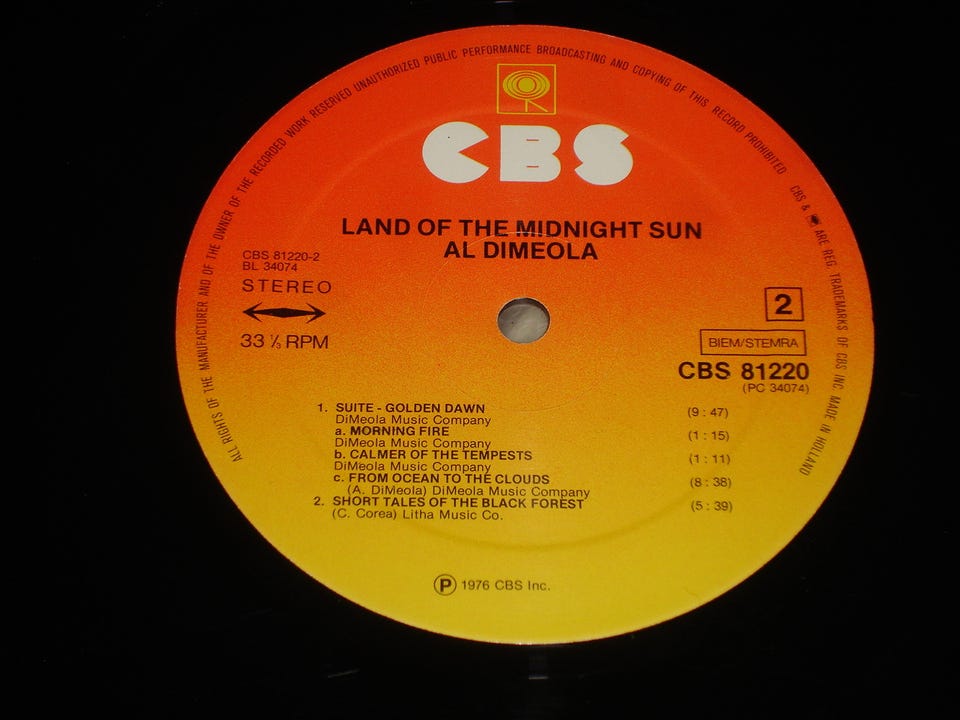 ALL RIGHTS OF THE MANUFACTURER AND OF THE OWNER OF THE RECORDED WORK RESERVED UNAUTHORIZED PUBLIC PERFORMANCE BROADCASTING AND COPYING OF THIS RECORD PROHIBITED
CBS & ARE REG. TRADEMARKS OF CBS INC. MADE IN HOLLAND
CBS
LAND OF THE MIDNIGHT SUN
AL DIMEOLA
CBS 81220-2
BL 34074
STEREO
33 ⅓ RPM
2
BIEM/STEMRA
CBS 81220
(PC 34074)
1. SUITE - GOLDEN DAWN (9 : 47)
DiMeola Music Company
a. MORNING FIRE (1 : 15)
DiMeola Music Company
b. CALMER OF THE TEMPESTS (1 : 11)
DiMeola Music Company
c. FROM OCEAN TO THE CLOUDS (8 : 38)
(A. DiMeola) DiMeola Music Company
2. SHORT TALES OF THE BLACK FOREST (5 : 39)
(C. Corea) Litha Music Co.
Ⓟ 1976 CBS Inc.